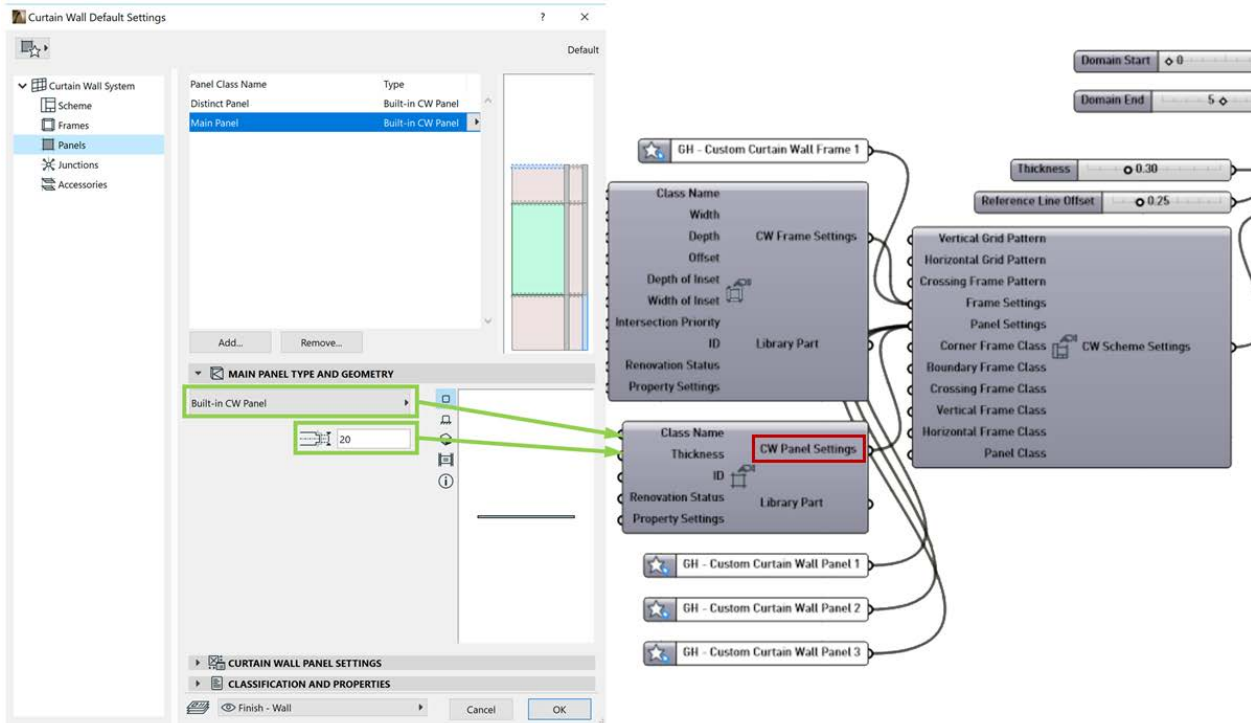 Curtain Wall Default Settings
?
×
Default
Curtain Wall System
Scheme
Frames
Panels
Junctions
Accessories
Panel Class Name Type
Distinct Panel Built-in CW Panel
Main Panel Built-in CW Panel
Add...
Remove...
MAIN PANEL TYPE AND GEOMETRY
Built-in CW Panel
20
CURTAIN WALL PANEL SETTINGS
CLASSIFICATION AND PROPERTIES
Finish - Wall
Cancel
OK
GH - Custom Curtain Wall Frame 1
Class Name
Width
Depth
Offset
Depth of Inset
Width of Inset
Intersection Priority
ID
Renovation Status
Property Settings
CW Frame Settings
Library Part
Class Name
Thickness
ID
Renovation Status
Property Settings
CW Panel Settings
Library Part
GH - Custom Curtain Wall Panel 1
GH - Custom Curtain Wall Panel 2
GH - Custom Curtain Wall Panel 3
Domain Start 0
Domain End 5
Thickness 0.30
Reference Line Offset 0.25
Vertical Grid Pattern
Horizontal Grid Pattern
Crossing Frame Pattern
Frame Settings
Panel Settings
Corner Frame Class
Boundary Frame Class
Crossing Frame Class
Vertical Frame Class
Horizontal Frame Class
Panel Class
CW Scheme Settings